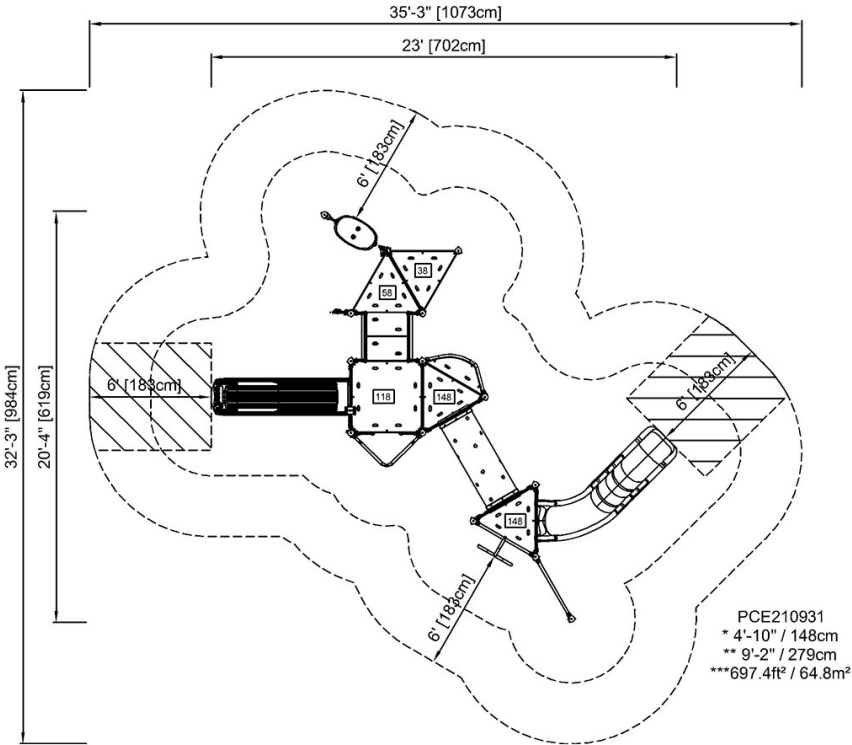 35'-3" [1073cm]
23' [702cm]
32'-3" [984cm]
20'-4" [619cm]
6' [183cm]
38
58
6' [183cm]
118
148
6' [183cm]
148
6' [183cm]
PCE210931
* 4'-10" / 148cm
** 9'-2" / 279cm
***697.4ft² / 64.8m²